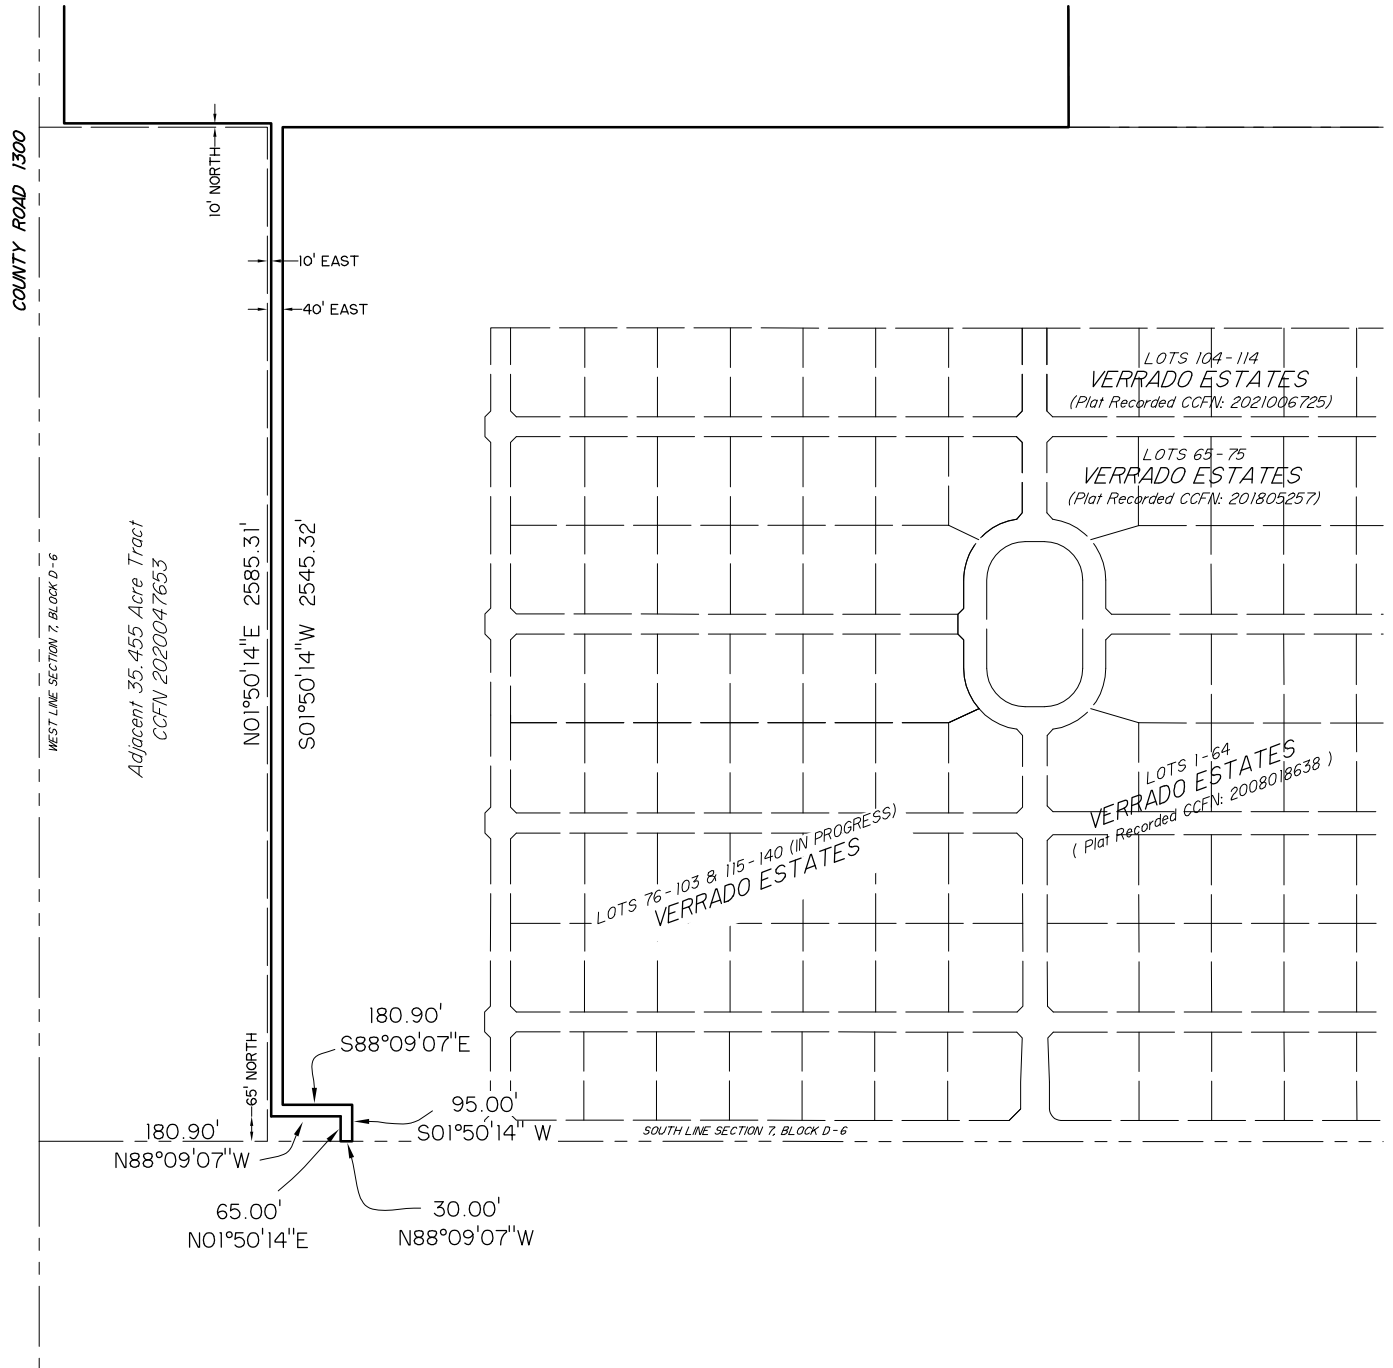 COUNTY ROAD 1300
10' NORTH
10' EAST
40' EAST
LOTS 104-114
VERRADO ESTATES
(Plat Recorded CCFN: 2021006725)
LOTS 65-75
VERRADO ESTATES
(Plat Recorded CCFN: 201805257)
WEST LINE SECTION 7, BLOCK D-6
Adjacent 35.455 Acre Tract
CCFN 2020047653
N01°50'14"E 2585.31'
S01°50'14"W 2545.32'
LOTS 1-64
VERRADO ESTATES
( Plat Recorded CCFN: 2008018638 )
LOTS 76-103 & 115-140 (IN PROGRESS)
VERRADO ESTATES
180.90'
S88°09'07"E
65' NORTH
95.00'
S01°50'14" W
SOUTH LINE SECTION 7, BLOCK D-6
180.90'
N88°09'07"W
65.00'
N01°50'14"E
30.00'
N88°09'07"W